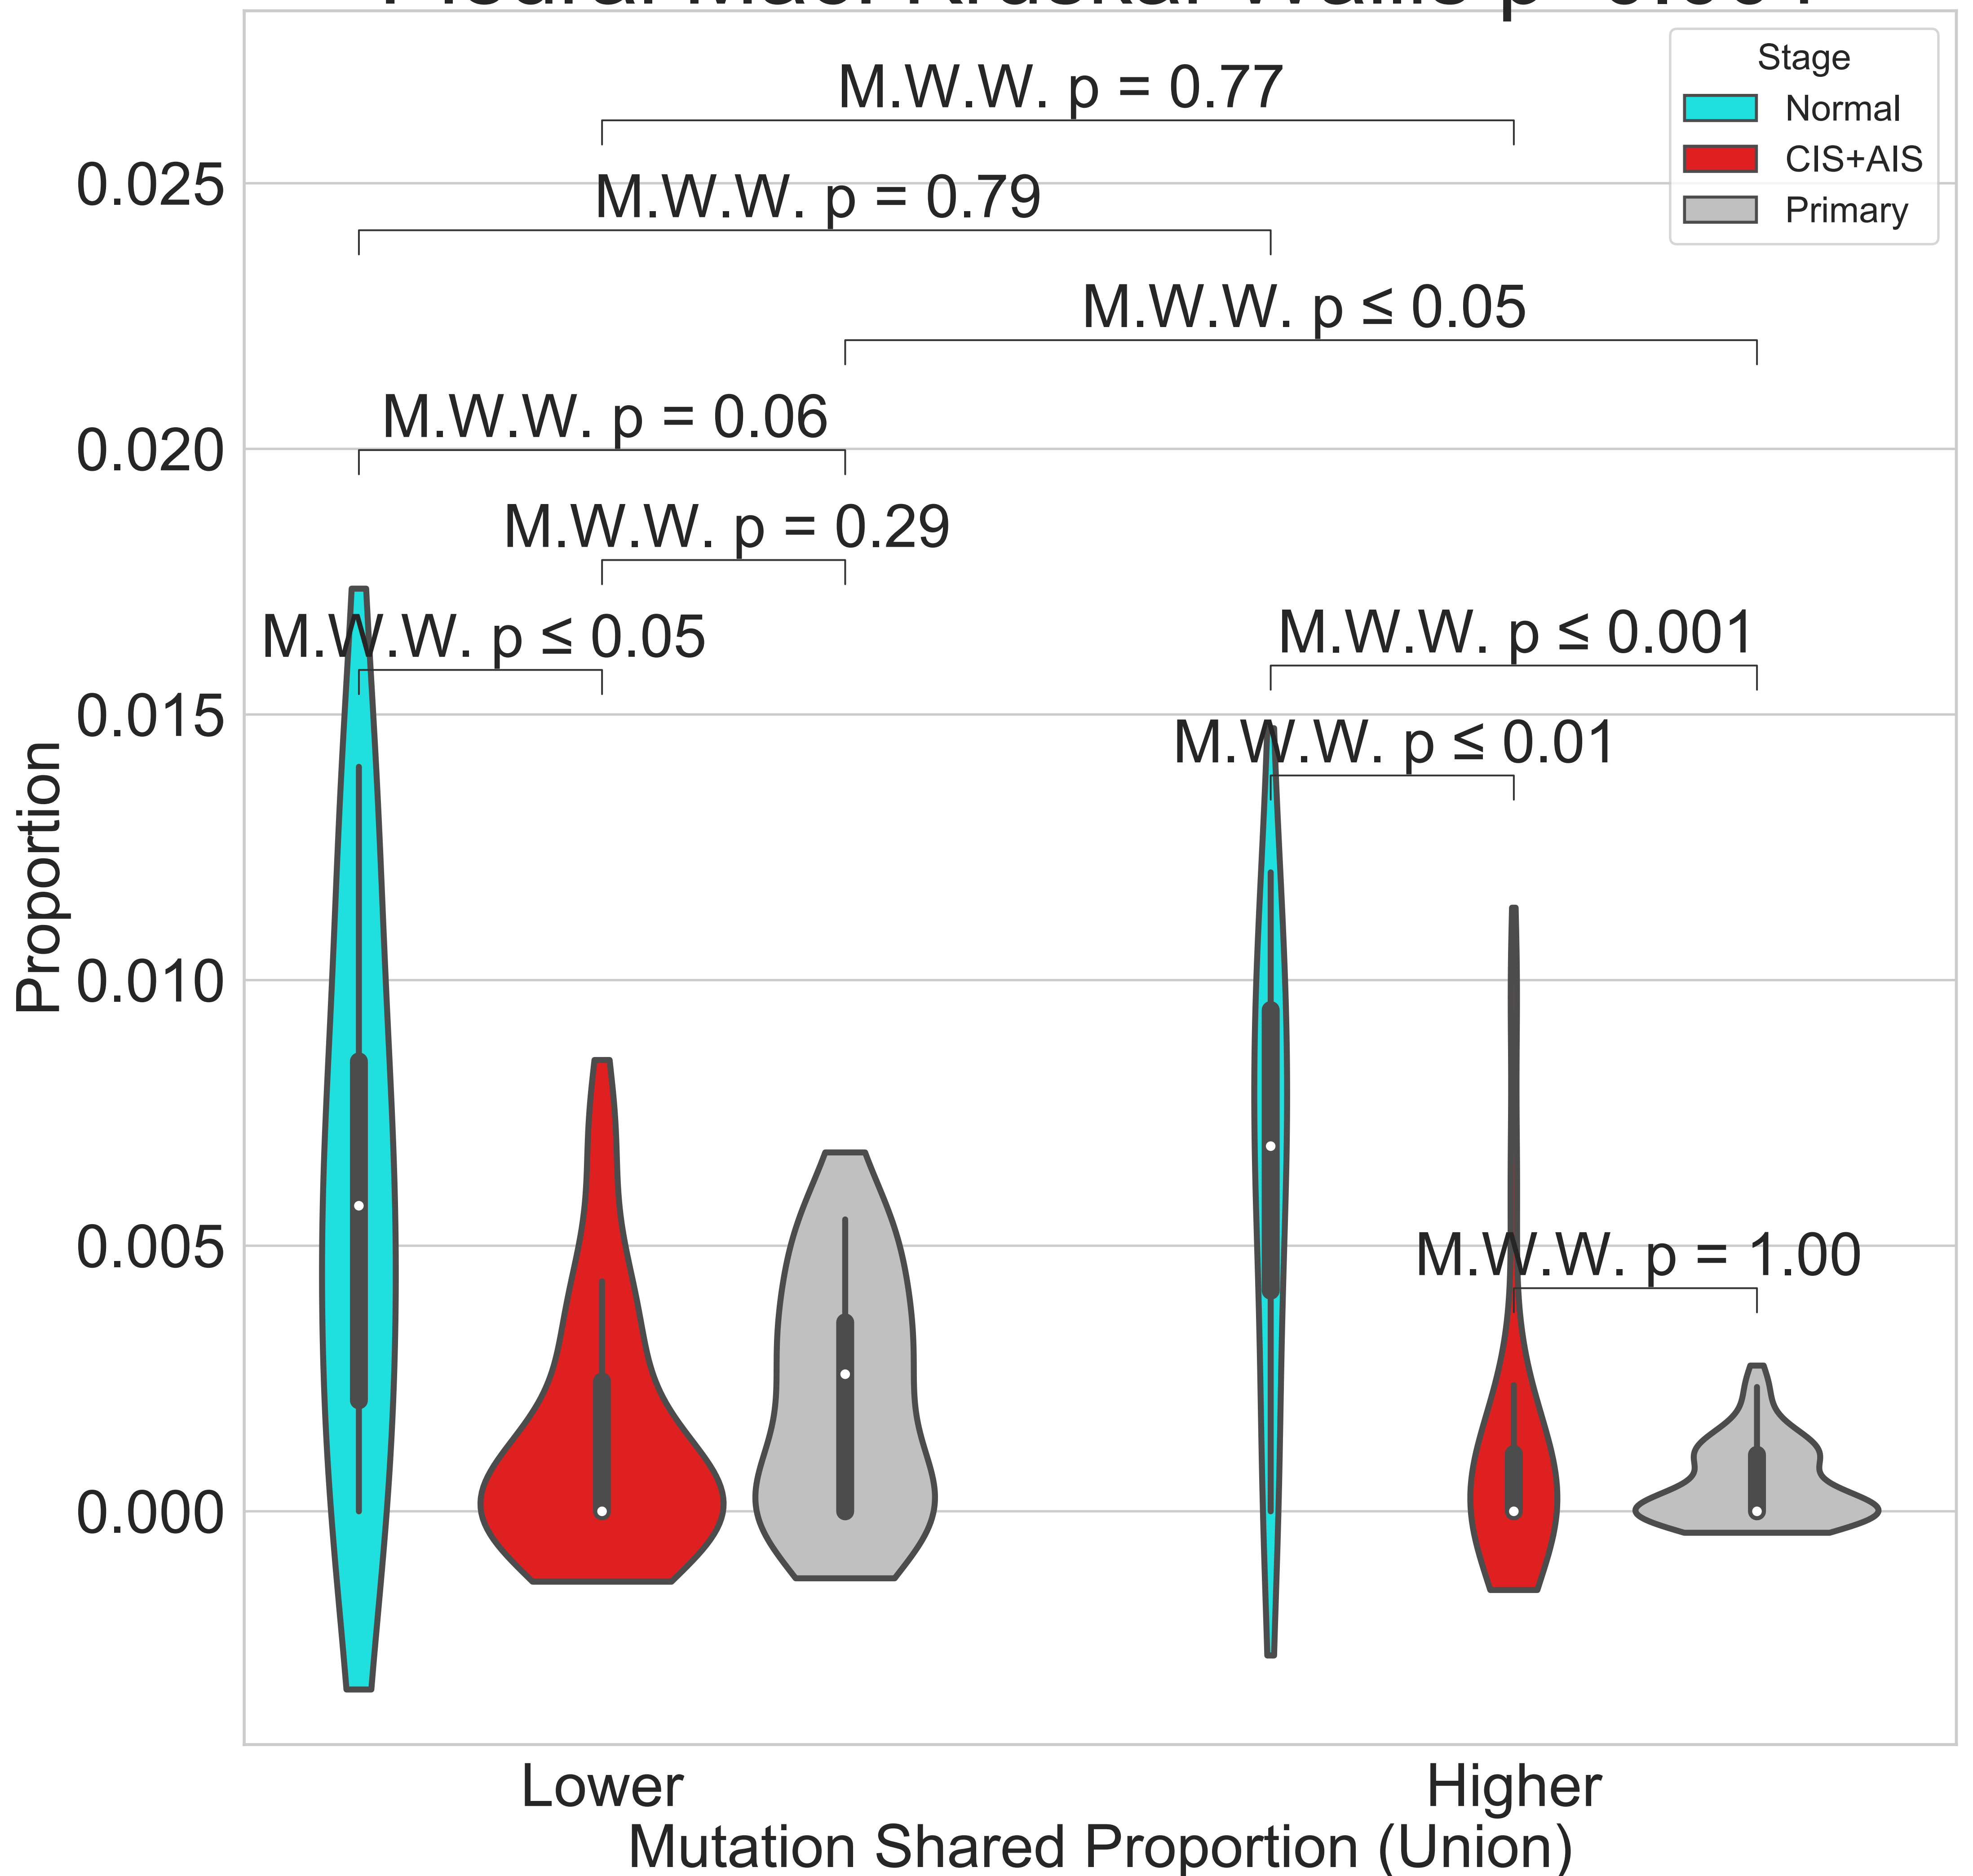 M.W.W. p = 0.77
M.W.W. p = 0.79
M.W.W. p ≤ 0.05
M.W.W. p = 0.06
M.W.W. p = 0.29
M.W.W. p ≤ 0.05
M.W.W. p ≤ 0.001
M.W.W. p ≤ 0.01
M.W.W. p = 1.00
Stage
Normal
CIS+AIS
Primary
0.025
0.020
0.015
0.010
0.005
0.000
Proportion
Lower
Higher
Mutation Shared Proportion (Union)